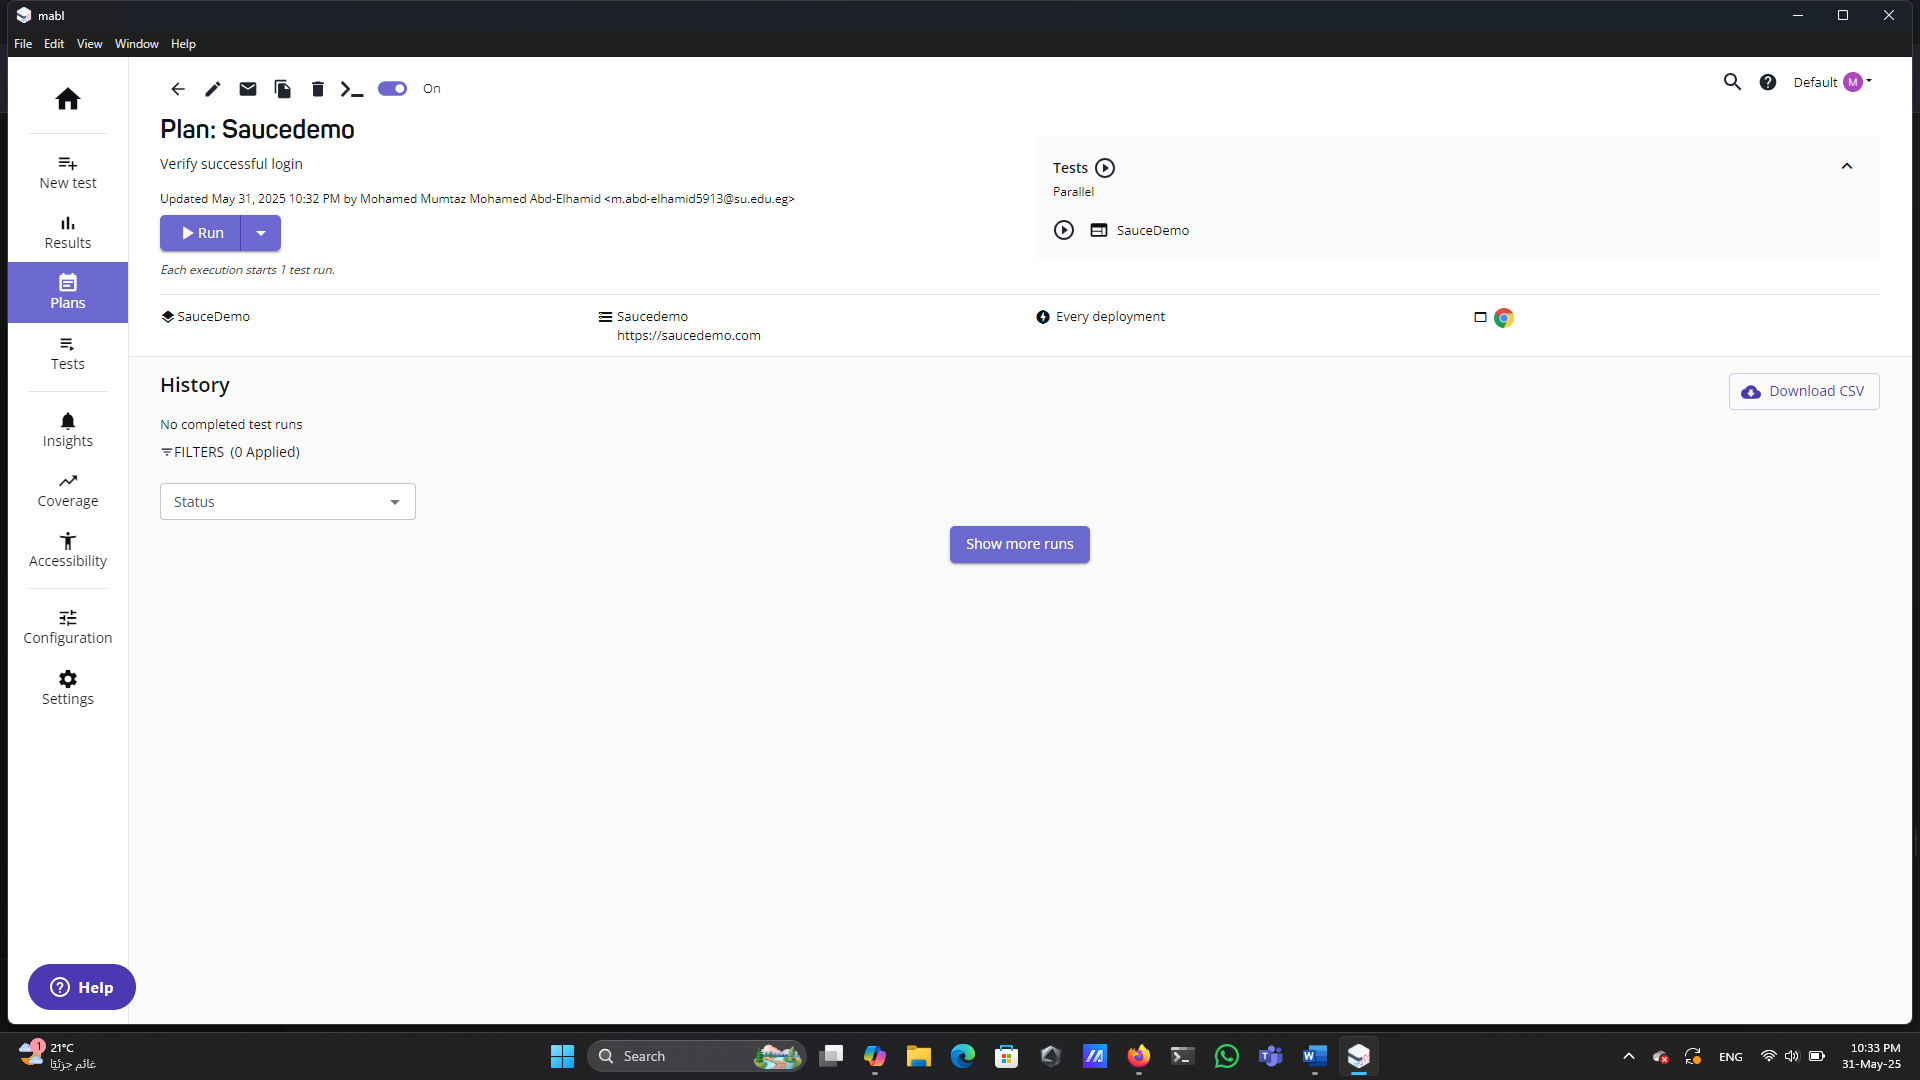 mabl
File Edit View Window Help
On
Default M
Plan: Saucedemo
Verify successful login
Updated May 31, 2025 10:32 PM by Mohamed Mumtaz Mohamed Abd-Elhamid <m.abd-elhamid5913@su.edu.eg>
Run
Each execution starts 1 test run.
Tests
Parallel
SauceDemo
SauceDemo
Saucedemo
https://saucedemo.com
Every deployment
New test
Results
Plans
Tests
Insights
Coverage
Accessibility
Configuration
Settings
Help
History
Download CSV
No completed test runs
FILTERS (0 Applied)
Status
Show more runs
1
21°C
غائم جزئيًا
Search
ENG
10:33 PM
31-May-25